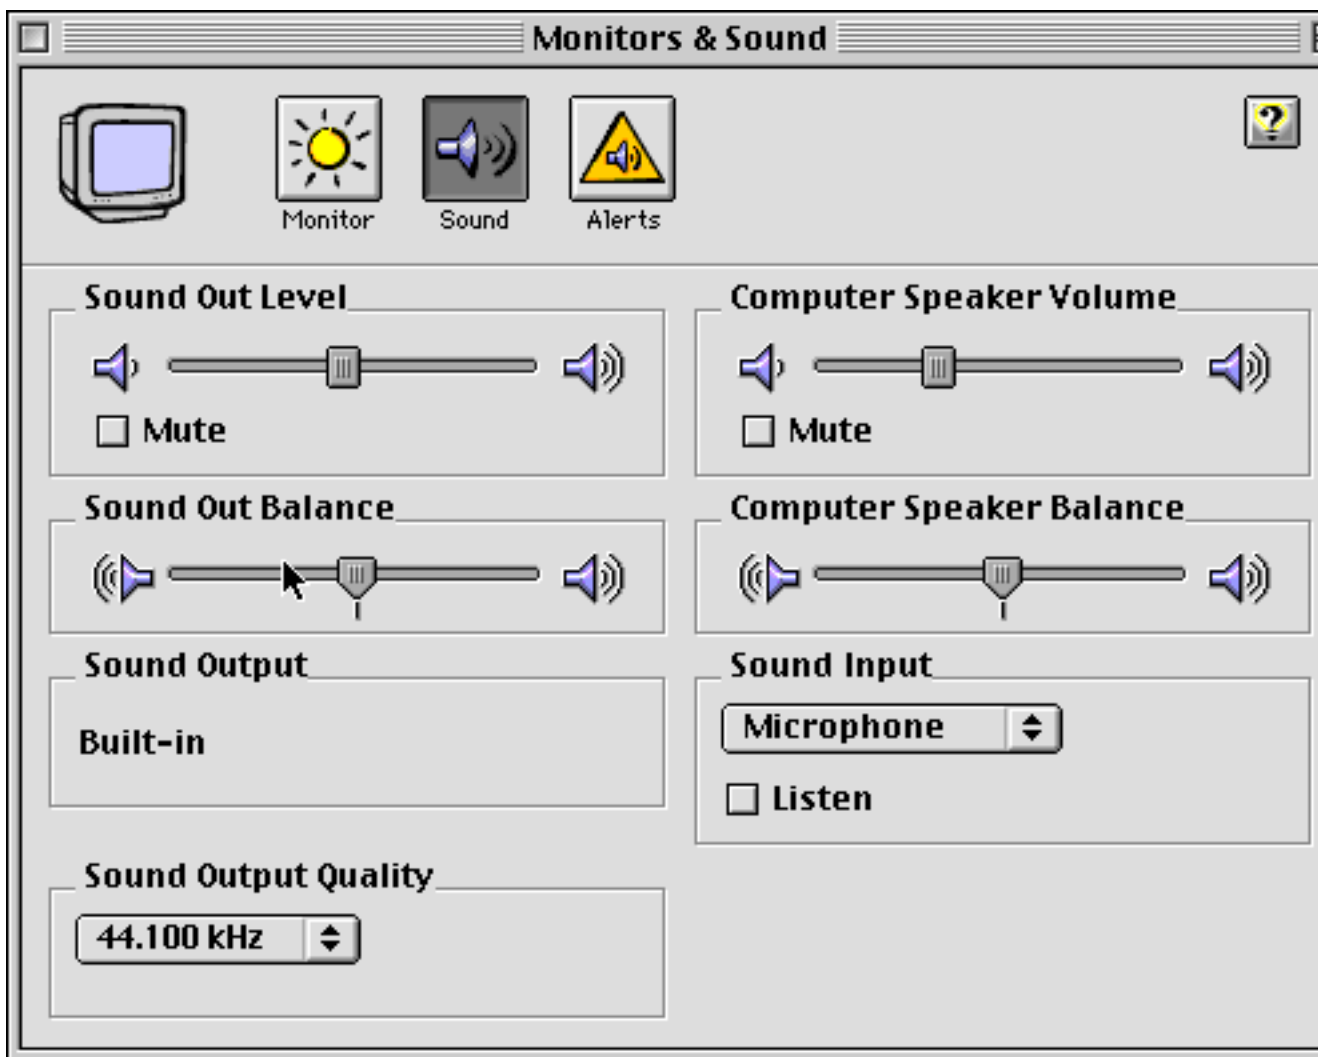 Monitors & Sound
?
Monitor
Sound
Alerts
Sound Out Level
Mute
Computer Speaker Volume
Mute
Sound Out Balance
Computer Speaker Balance
Sound Output
Built-in
Sound Input
Microphone
Listen
Sound Output Quality
44.100 kHz